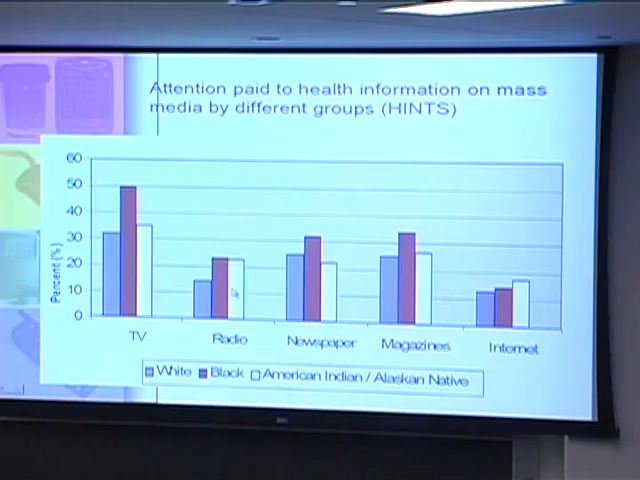 Attention paid to health information on mass
media by different groups (HINTS)
60
50
40
30
20
10
0
Percent (%)
TV
Radio
Newspaper
Magazines
Internet
White
Black
American Indian / Alaskan Native